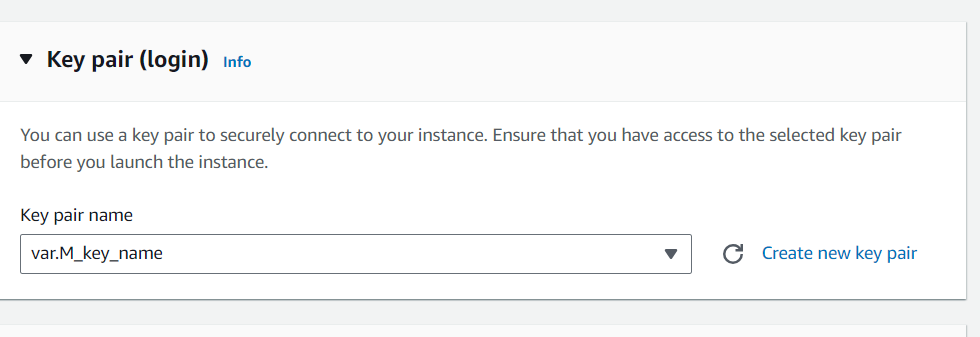 Key pair (login) Info
You can use a key pair to securely connect to your instance. Ensure that you have access to the selected key pair
before you launch the instance.
Key pair name
var.M_key_name
Create new key pair